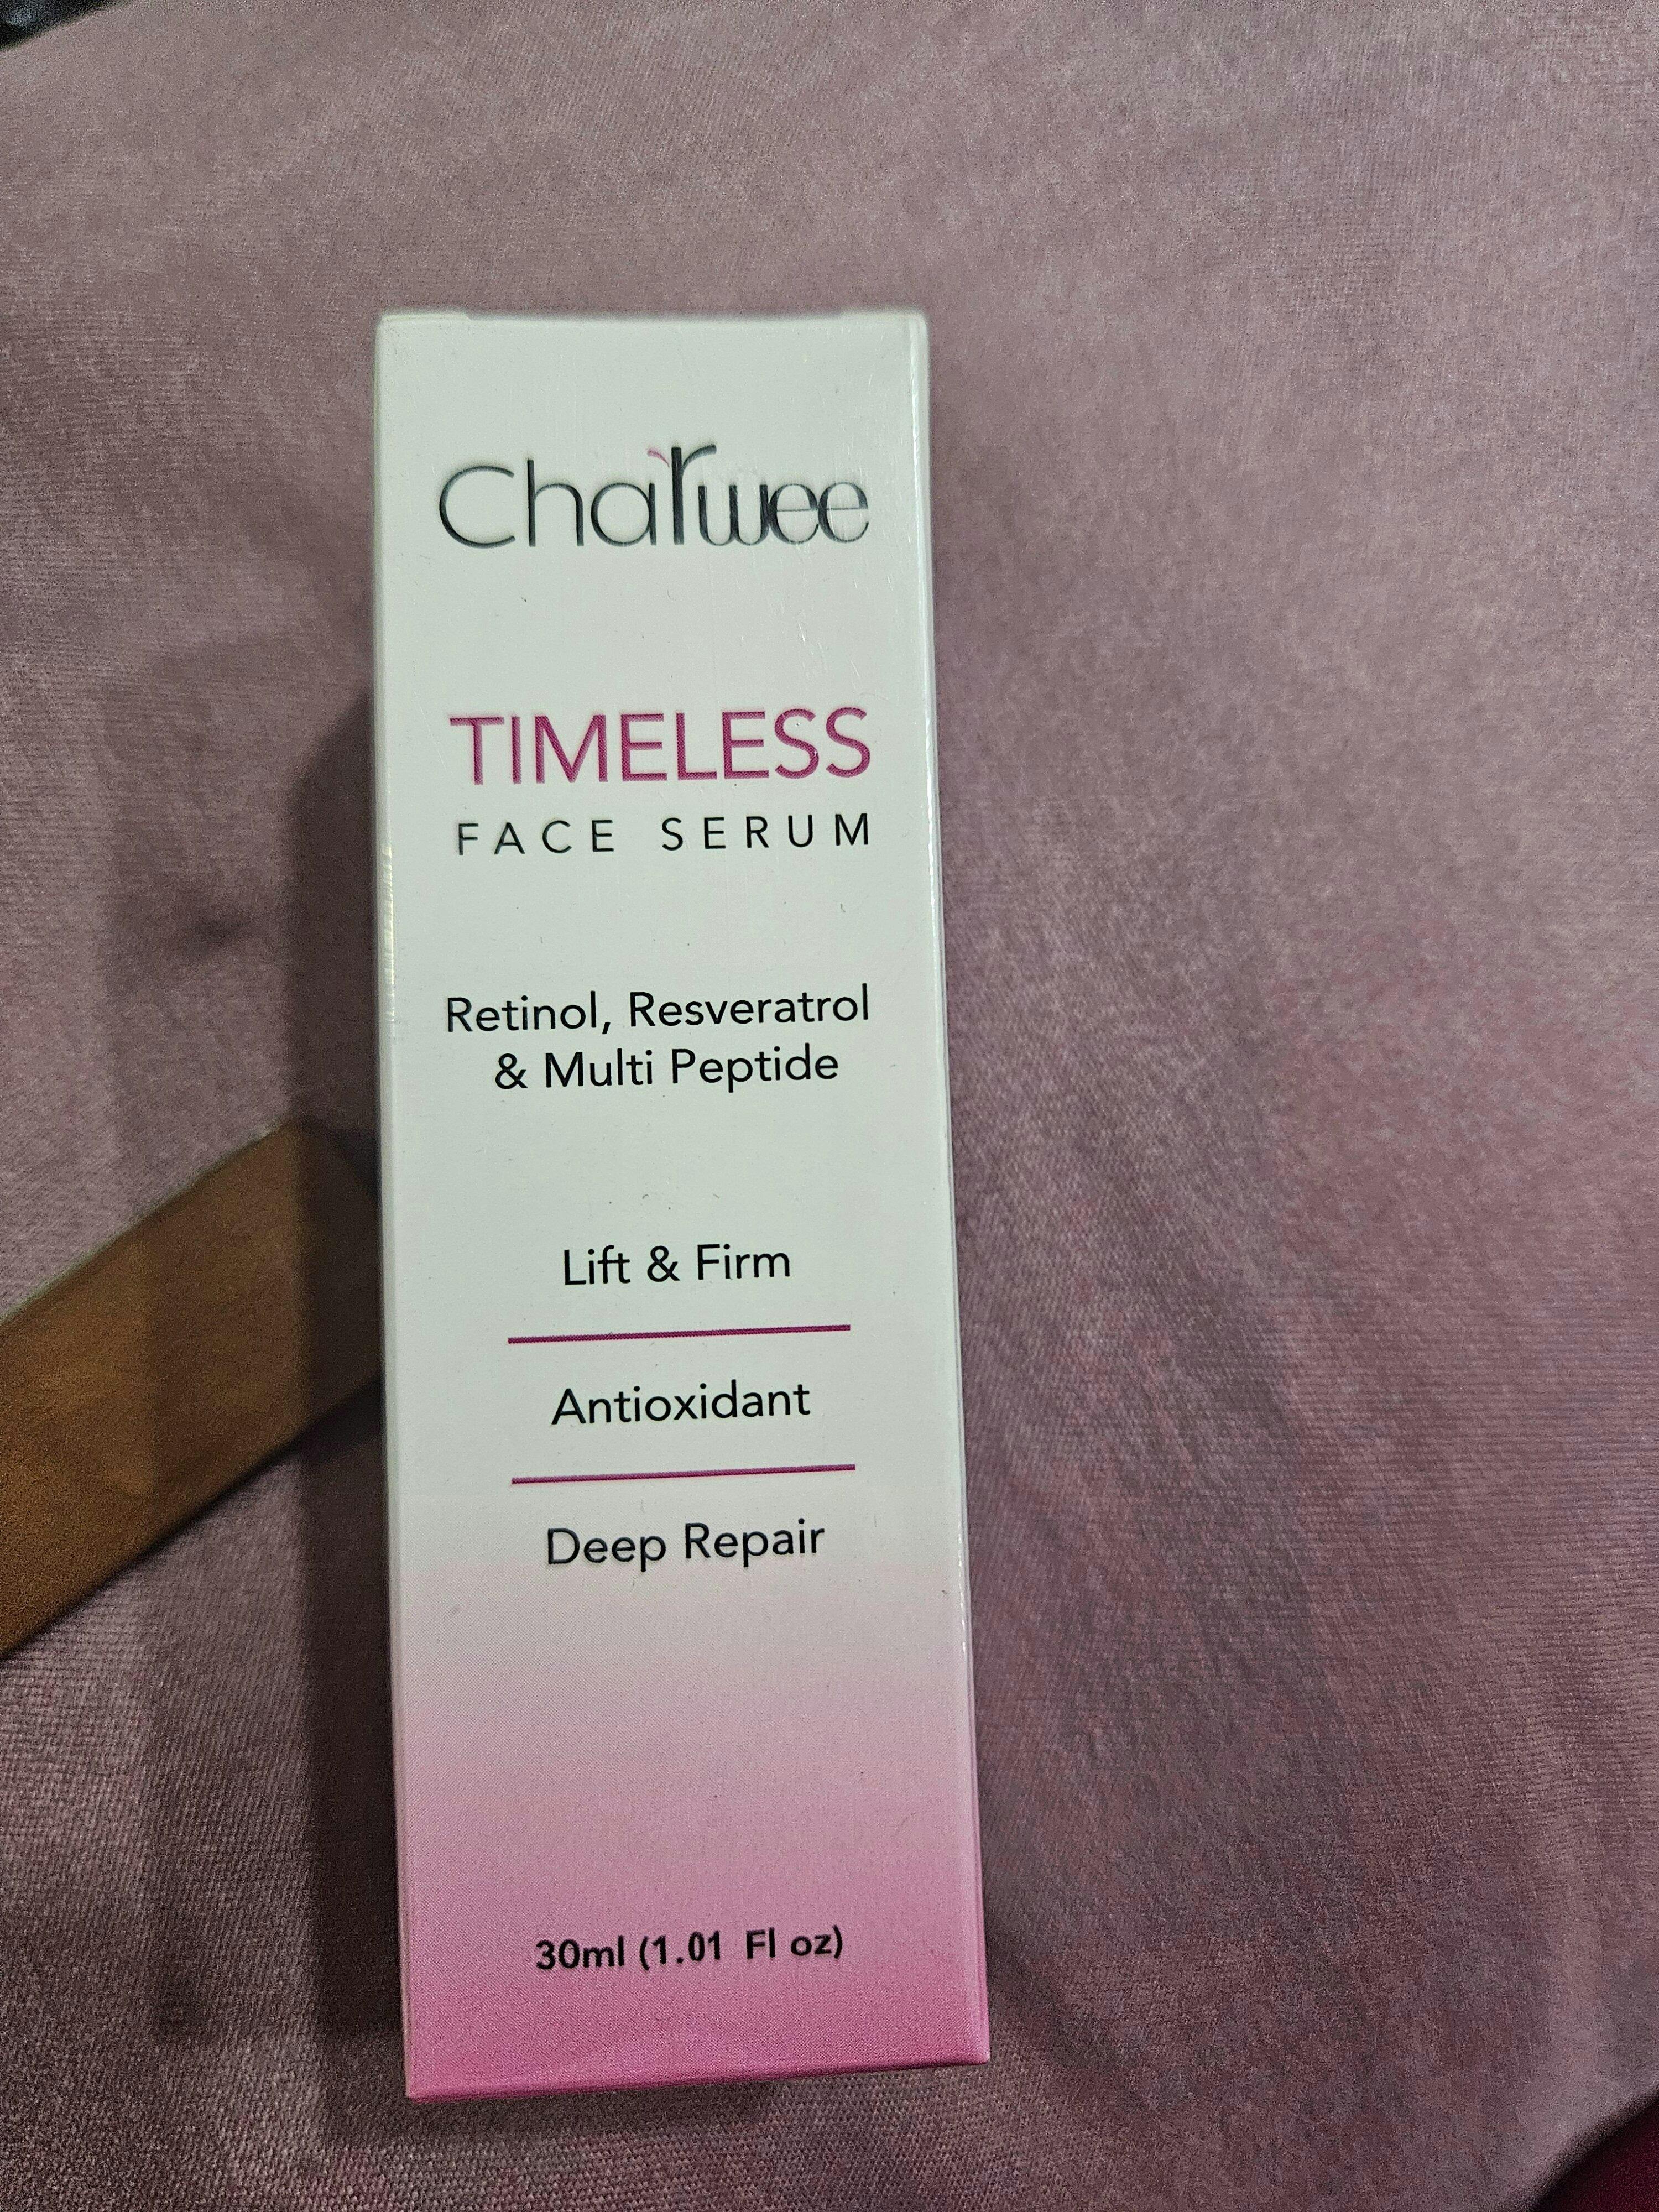 Charwee
TIMELESS
FACE SERUM
Retinol, Resveratrol
& Multi Peptide
Lift & Firm
Antioxidant
Deep Repair
30ml (1.01 Fl oz)